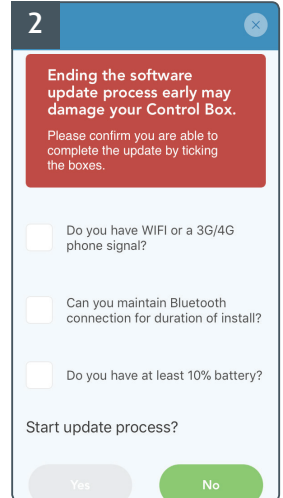 2
Ending the software
update process early may
damage your Control Box.
Please confirm you are able to
complete the update by ticking
the boxes.
Do you have WIFI or a 3G/4G
phone signal?
Can you maintain Bluetooth
connection for duration of install?
Do you have at least 10% battery?
Start update process?
Yes
No